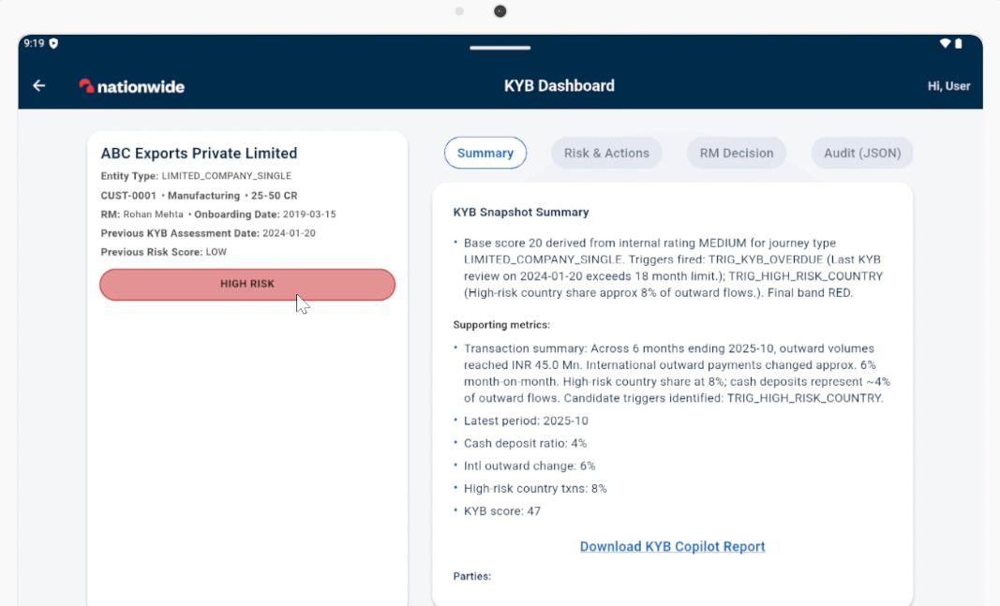 9:19
nationwide
KYB Dashboard
Hi, User
ABC Exports Private Limited
Entity Type: LIMITED_COMPANY_SINGLE
CUST-0001 • Manufacturing • 25-50 CR
RM: Rohan Mehta • Onboarding Date: 2019-03-15
Previous KYB Assessment Date: 2024-01-20
Previous Risk Score: LOW
HIGH RISK
Summary
Risk & Actions
RM Decision
Audit (JSON)
KYB Snapshot Summary
• Base score 20 derived from internal rating MEDIUM for journey type
LIMITED_COMPANY_SINGLE. Triggers fired: TRIG_KYB_OVERDUE (Last KYB
review on 2024-01-20 exceeds 18 month limit.); TRIG_HIGH_RISK_COUNTRY
(High-risk country share approx 8% of outward flows.). Final band RED.
Supporting metrics:
• Transaction summary: Across 6 months ending 2025-10, outward volumes
reached INR 45.0 Mn. International outward payments changed approx. 6%
month-on-month. High-risk country share at 8%; cash deposits represent ~4%
of outward flows. Candidate triggers identified: TRIG_HIGH_RISK_COUNTRY.
• Latest period: 2025-10
• Cash deposit ratio: 4%
• Intl outward change: 6%
• High-risk country txns: 8%
• KYB score: 47
Download KYB Copilot Report
Parties: